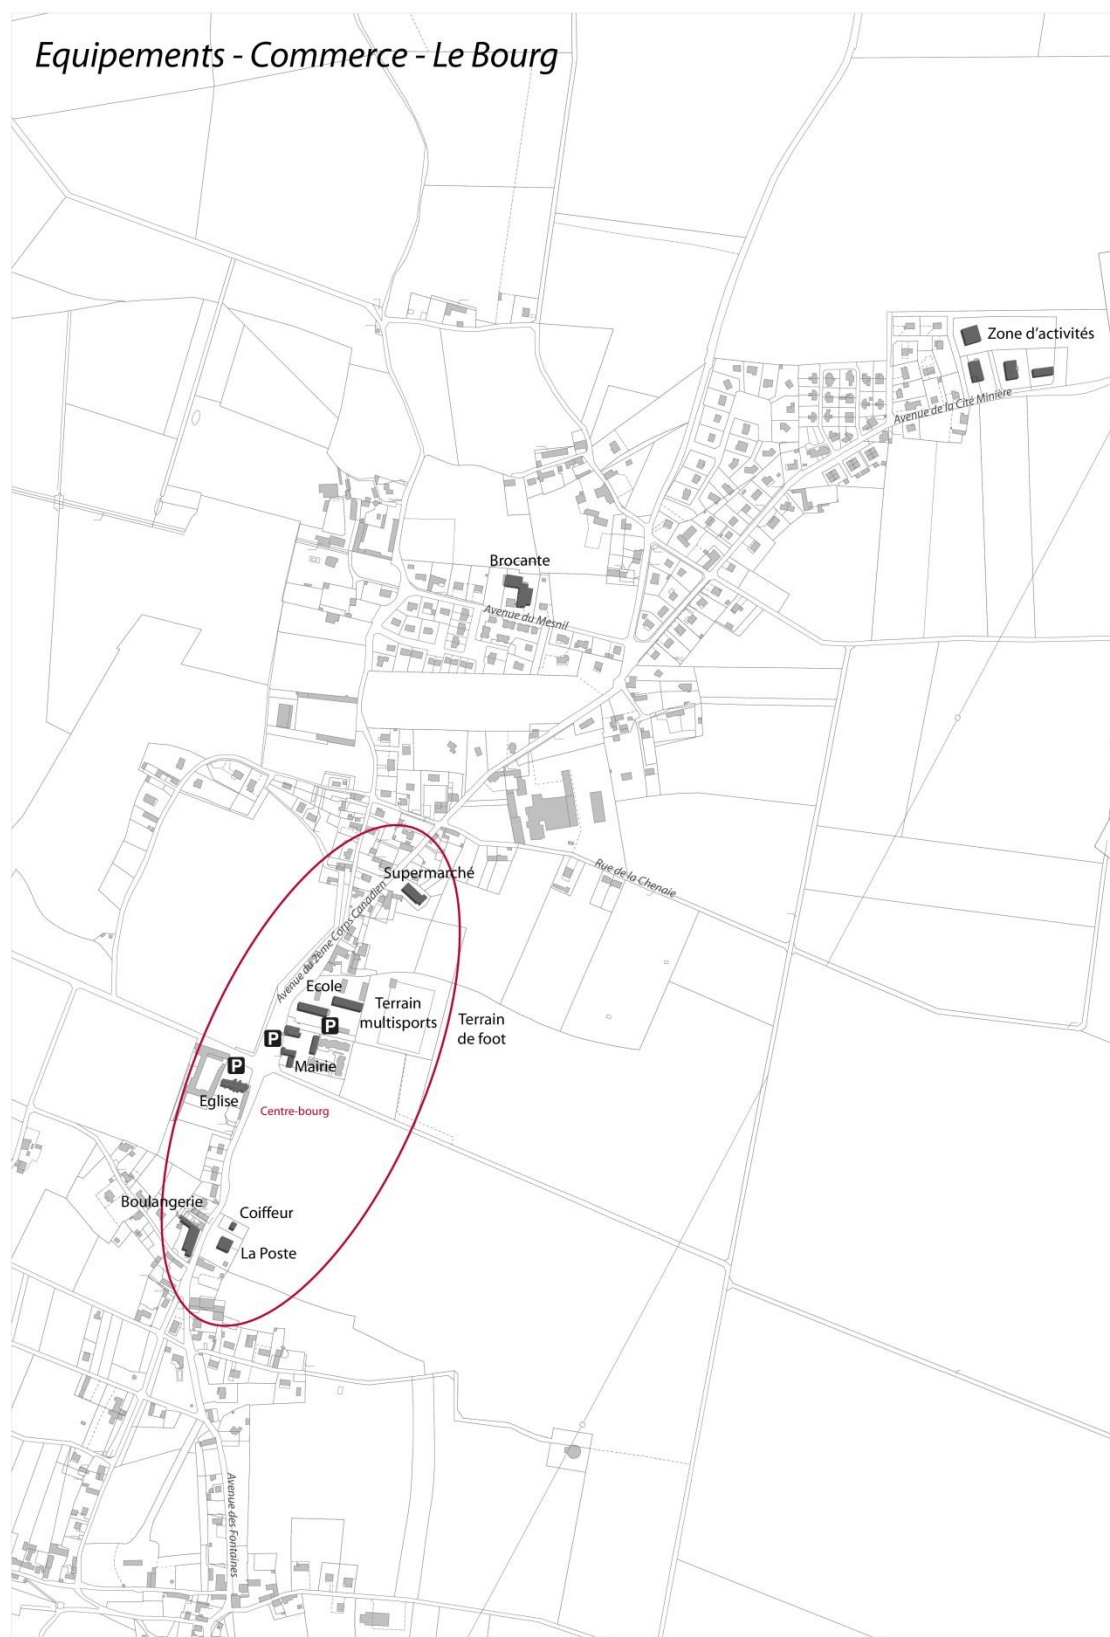 Equipements - Commerce - Le Bourg
Zone d'activités
Avenue de la Cité Minière
Brocante
Avenue du Mesnil
Supermarché
Rue de la Chenaie
Avenue du 2ème Corps Canadien
Ecole
Terrain
multisports
Terrain
de foot
P
P
Mairie
P
Eglise
Centre-bourg
Boulangerie
Coiffeur
La Poste
Avenue des Fontaines